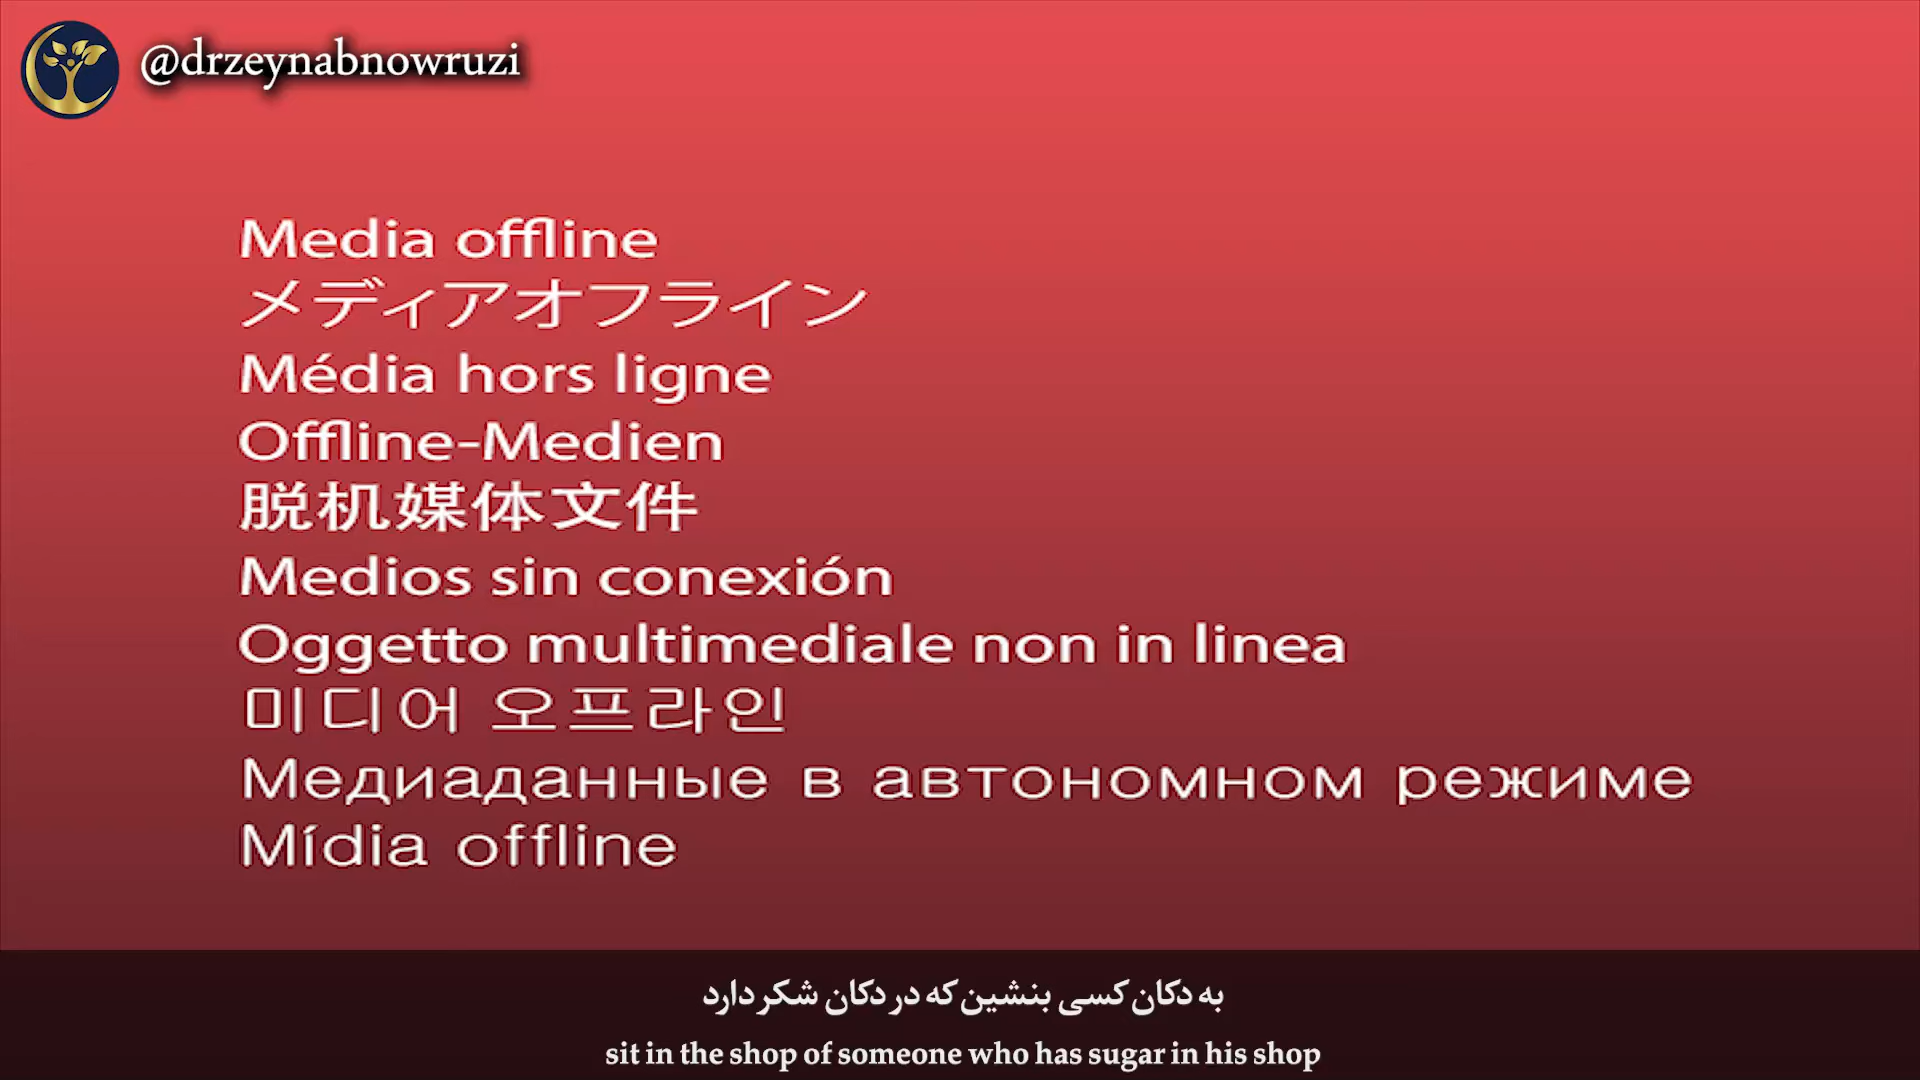 @drzeynabnowruzi
Media offline
メディアオフライン
Média hors ligne
Offline-Medien
脱机媒体文件
Medios sin conexión
Oggetto multimediale non in linea
미디어 오프라인
Медиаданные в автономном режиме
Mídia offline
به دکان کسی بنشین که در دکان شکر دارد
sit in the shop of someone who has sugar in his shop